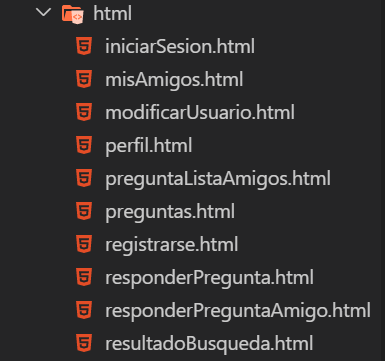 html
iniciarSesion.html
misAmigos.html
modificarUsuario.html
perfil.html
preguntaListaAmigos.html
preguntas.html
registrarse.html
responderPregunta.html
responderPreguntaAmigo.html
resultadoBusqueda.html